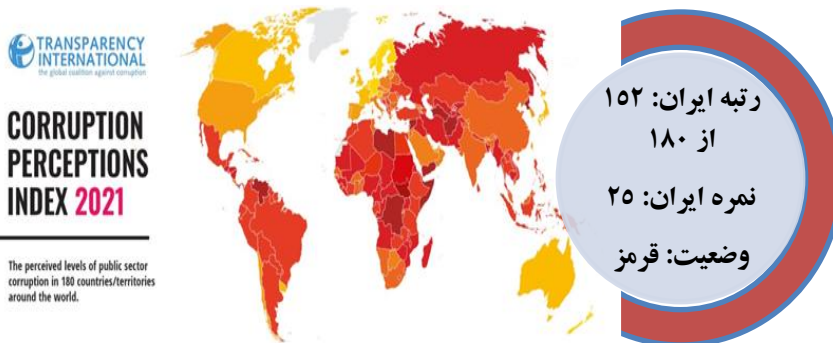 TRANSPARENCY
INTERNATIONAL
the global coalition against corruption
CORRUPTION
PERCEPTIONS
INDEX 2021
The perceived levels of public sector
corruption in 180 countries/territories
around the world.
رتبه ایران: ۱۵۲
از ۱۸۰
نمره ایران: ۲۵
وضعیت: قرمز